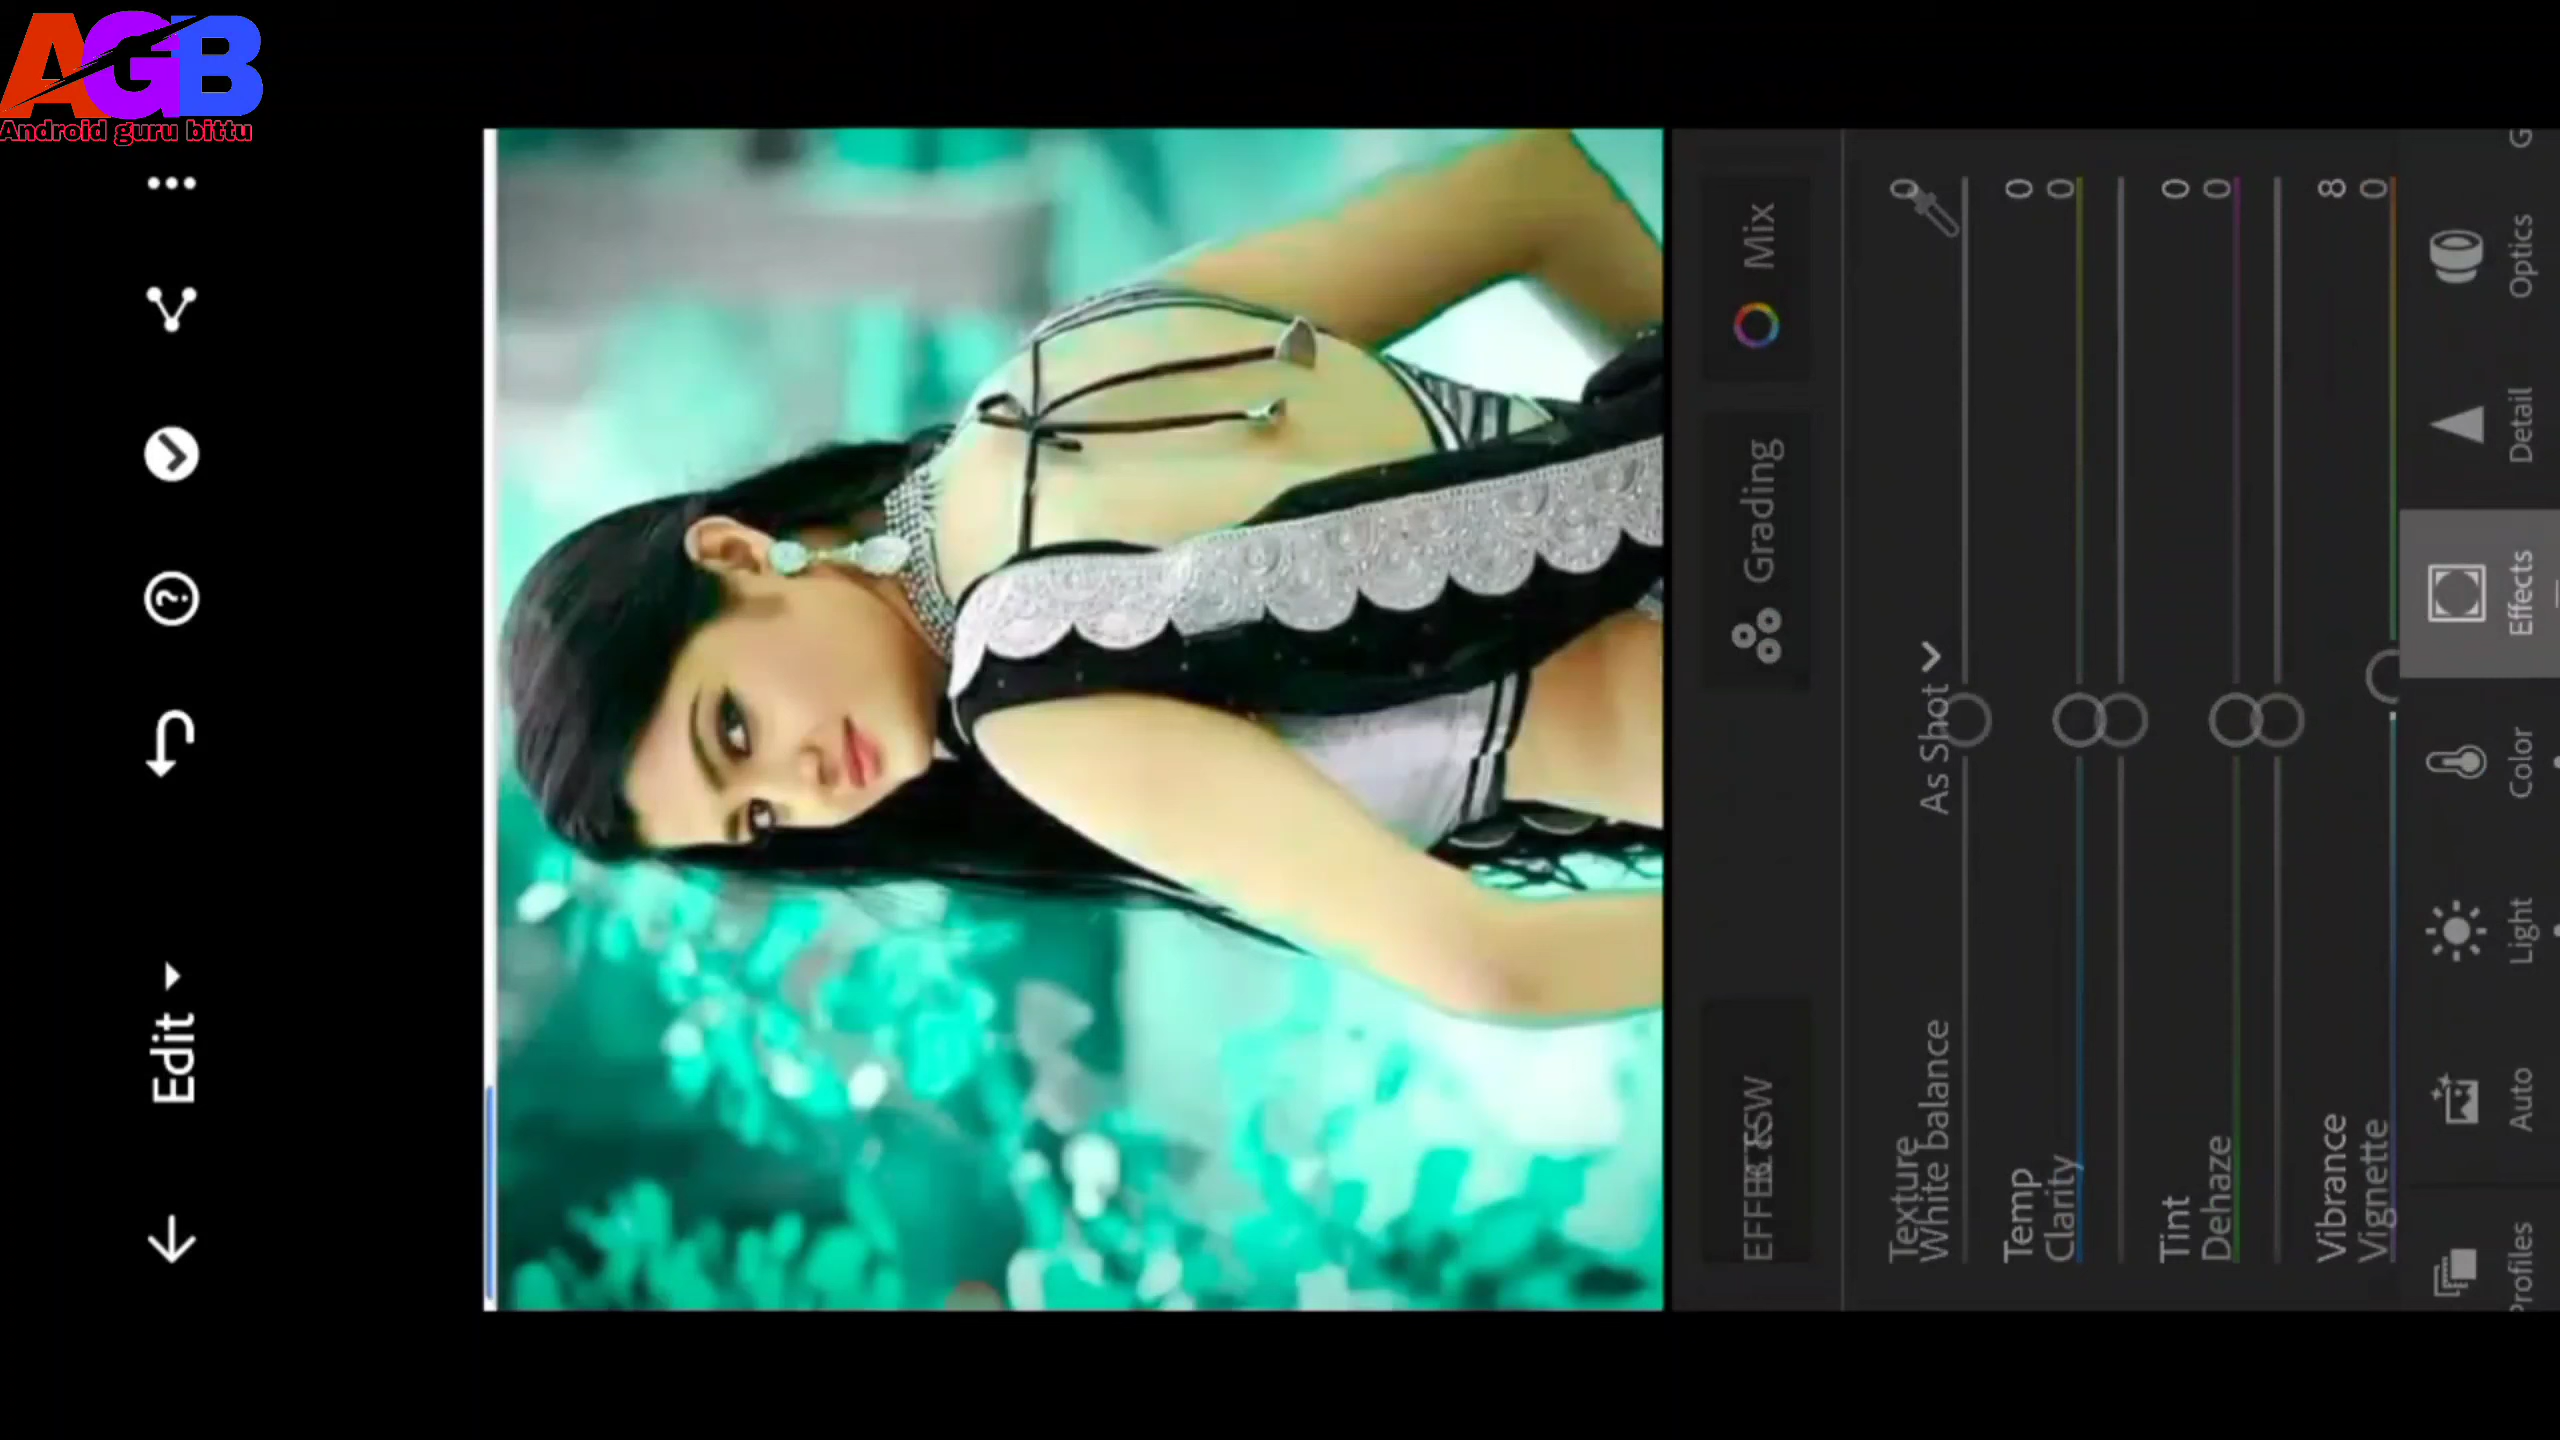 AGB
Android guru bittu
Edit
EFFECTS
B&W
Grading
Mix
Texture 0
White balance As Shot
Temp 0
Clarity 0
Tint 0
Dehaze 0
Vibrance 8
Vignette 0
Profiles
Auto
Light
Color
Effects
Detail
Optics
G